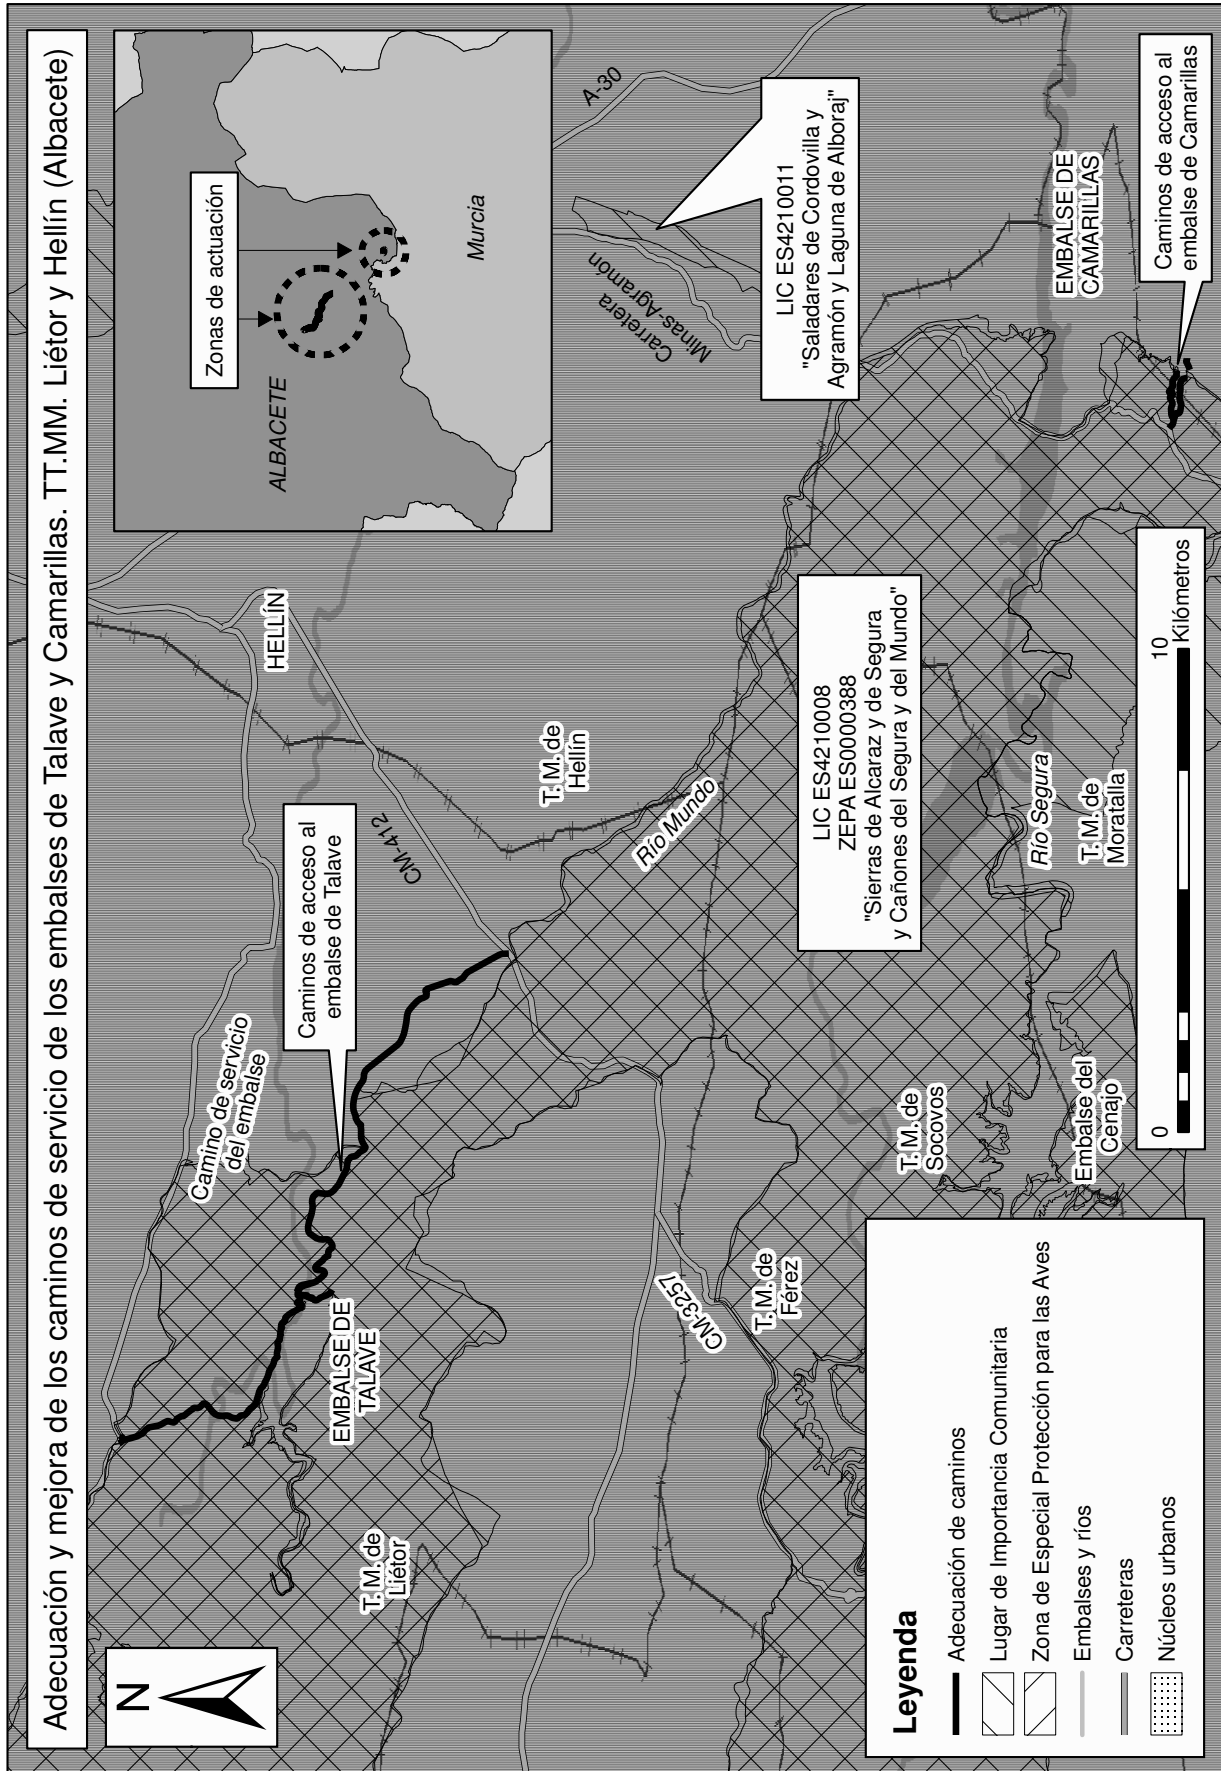 Adecuación y mejora de los caminos de servicio de los embalses de Talave y Camarillas. TT.MM. Liétor y Hellín (Albacete)
N
Zonas de actuación
ALBACETE
Murcia
A-30
HELLÍN
Carretera
Minas-Agramón
LIC ES4210011
"Saladares de Cordovilla y
Agramón y Laguna de Alboraj"
Camino de servicio
del embalse
Caminos de acceso al
embalse de Talave
CM-412
T. M. de
Hellín
EMBALSE DE
TALAVE
T. M. de
Liétor
Río Mundo
EMBALSE DE
CAMARILLAS
Caminos de acceso al
embalse de Camarillas
LIC ES4210008
ZEPA ES0000388
"Sierras de Alcaraz y de Segura
y Cañones del Segura y del Mundo"
CM-3257
T. M. de
Férez
T. M. de
Socovos
Río Segura
T. M. de
Moratalla
Embalse del
Cenajo
0
10
Kilómetros
Leyenda
Adecuación de caminos
Lugar de Importancia Comunitaria
Zona de Especial Protección para las Aves
Embalses y ríos
Carreteras
Núcleos urbanos